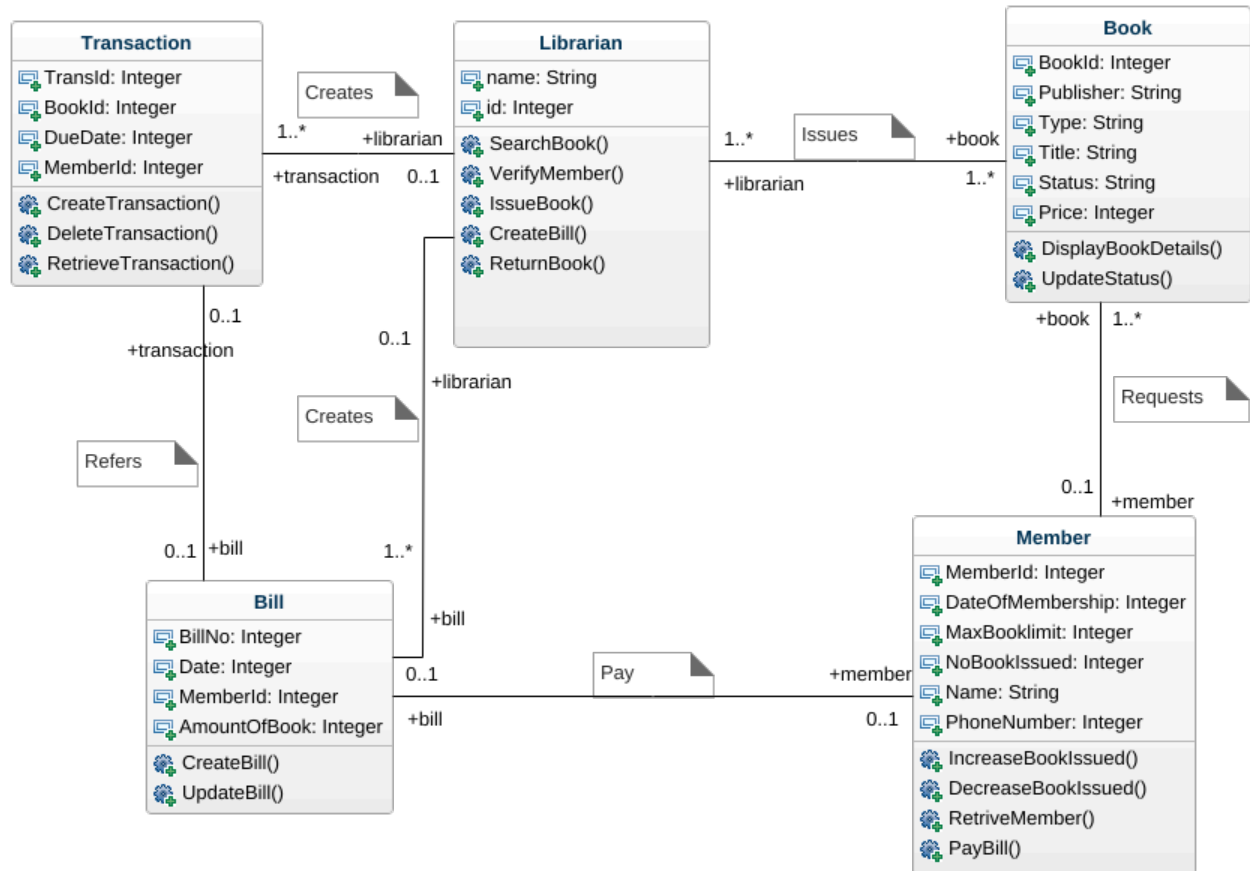 Transaction
TransId: Integer
BookId: Integer
DueDate: Integer
MemberId: Integer
CreateTransaction()
DeleteTransaction()
RetrieveTransaction()
Creates
1..*
+librarian
+transaction
0..1
Librarian
name: String
id: Integer
SearchBook()
VerifyMember()
IssueBook()
CreateBill()
ReturnBook()
1..*
Issues
+book
+librarian
1..*
Book
BookId: Integer
Publisher: String
Type: String
Title: String
Status: String
Price: Integer
DisplayBookDetails()
UpdateStatus()
0..1
+transaction
Refers
0..1
+bill
0..1
+librarian
Creates
1..*
+bill
+book
1..*
Requests
0..1
+member
Bill
BillNo: Integer
Date: Integer
MemberId: Integer
AmountOfBook: Integer
CreateBill()
UpdateBill()
0..1
Pay
+member
+bill
0..1
Member
MemberId: Integer
DateOfMembership: Integer
MaxBooklimit: Integer
NoBookIssued: Integer
Name: String
PhoneNumber: Integer
IncreaseBookIssued()
DecreaseBookIssued()
RetriveMember()
PayBill()